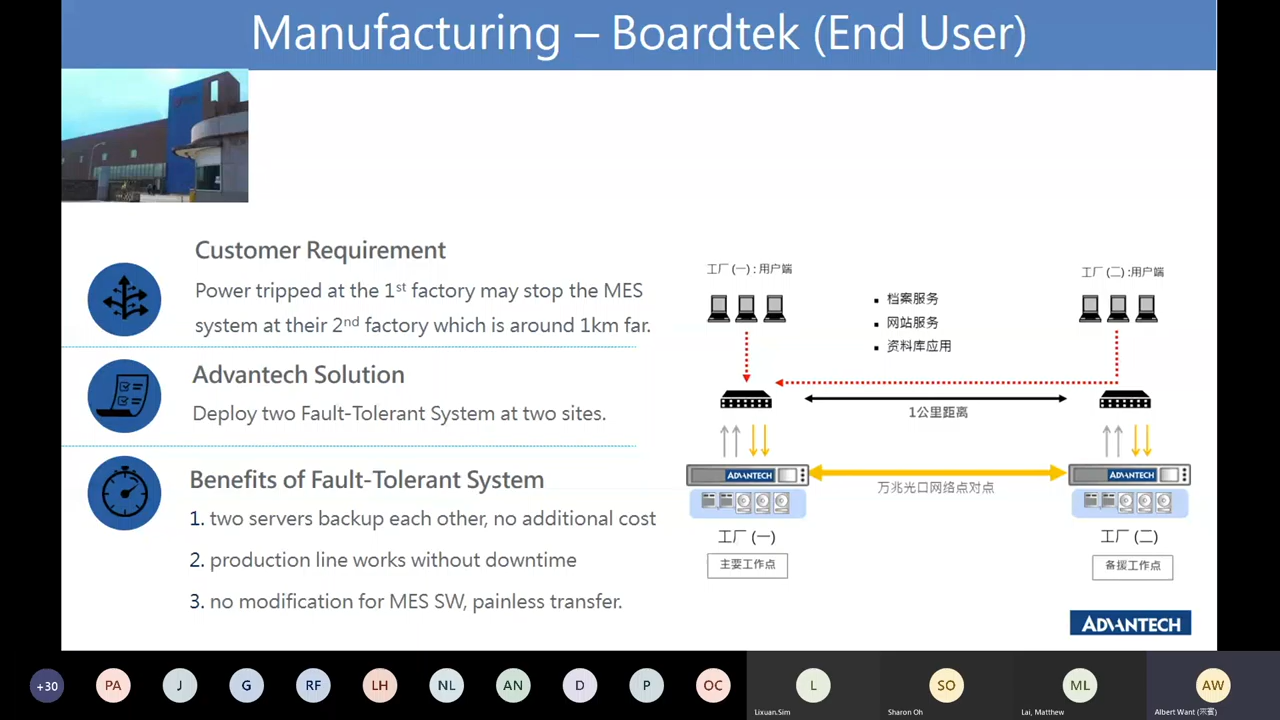 Manufacturing – Boardtek (End User)
Customer Requirement
Power tripped at the 1st factory may stop the MES
system at their 2nd factory which is around 1km far.
Advantech Solution
Deploy two Fault-Tolerant System at two sites.
Benefits of Fault-Tolerant System
1. two servers backup each other, no additional cost
2. production line works without downtime
3. no modification for MES SW, painless transfer.
工厂 (一) : 用户端
工厂 (二) :用户端
▪ 档案服务
▪ 网站服务
▪ 资料库应用
1公里距离
ADVANTECH
ADVANTECH
万兆光口网络点对点
工厂 (一)
工厂 (二)
主要工作点
备援工作点
ADVANTECH
+30
PA
J
G
RF
LH
NL
AN
D
P
OC
L
SO
ML
AW
Lixuan.Sim
Sharon Oh
Lai, Matthew
Albert Want